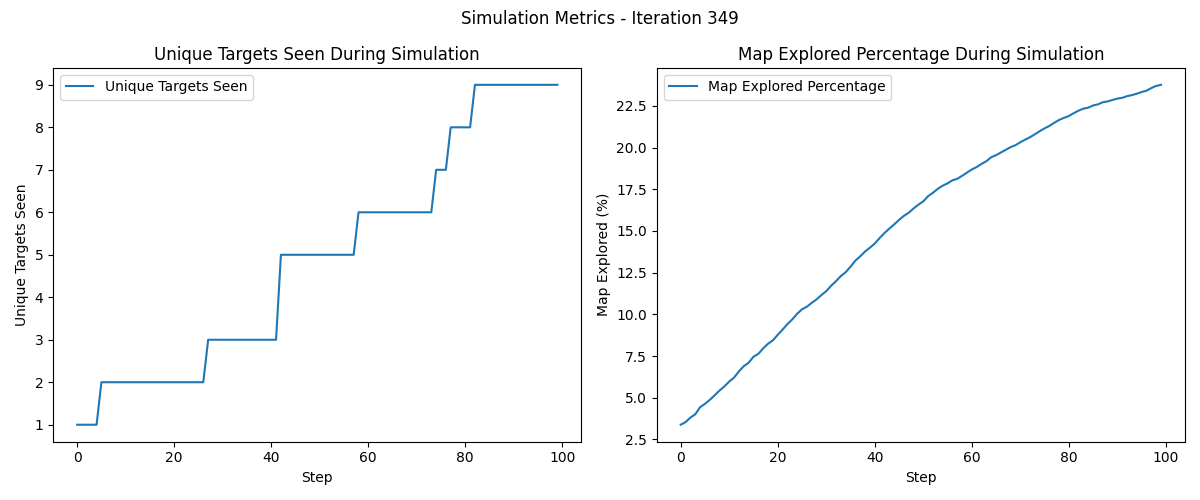 Simulation Metrics - Iteration 349
Unique Targets Seen During Simulation
Unique Targets Seen
9
8
7
6
5
4
3
2
1
Unique Targets Seen
0 20 40 60 80 100
Step
Map Explored Percentage During Simulation
Map Explored Percentage
22.5
20.0
17.5
15.0
12.5
10.0
7.5
5.0
2.5
Map Explored (%)
0 20 40 60 80 100
Step